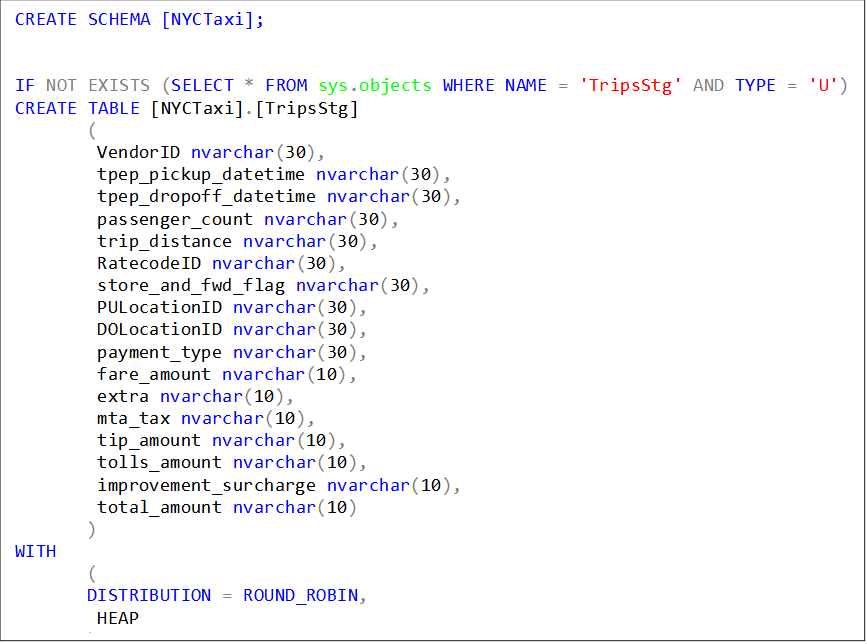 CREATE SCHEMA [NYCTaxi];
IF NOT EXISTS (SELECT * FROM sys.objects WHERE NAME = 'TripsStg' AND TYPE = 'U')
CREATE TABLE [NYCTaxi].[TripsStg]
(
VendorID nvarchar(30),
tpep_pickup_datetime nvarchar(30),
tpep_dropoff_datetime nvarchar(30),
passenger_count nvarchar(30),
trip_distance nvarchar(30),
RatecodeID nvarchar(30),
store_and_fwd_flag nvarchar(30),
PULocationID nvarchar(30),
DOLocationID nvarchar(30),
payment_type nvarchar(30),
fare_amount nvarchar(10),
extra nvarchar(10),
mta_tax nvarchar(10),
tip_amount nvarchar(10),
tolls_amount nvarchar(10),
improvement_surcharge nvarchar(10),
total_amount nvarchar(10)
)
WITH
(
DISTRIBUTION = ROUND_ROBIN,
HEAP